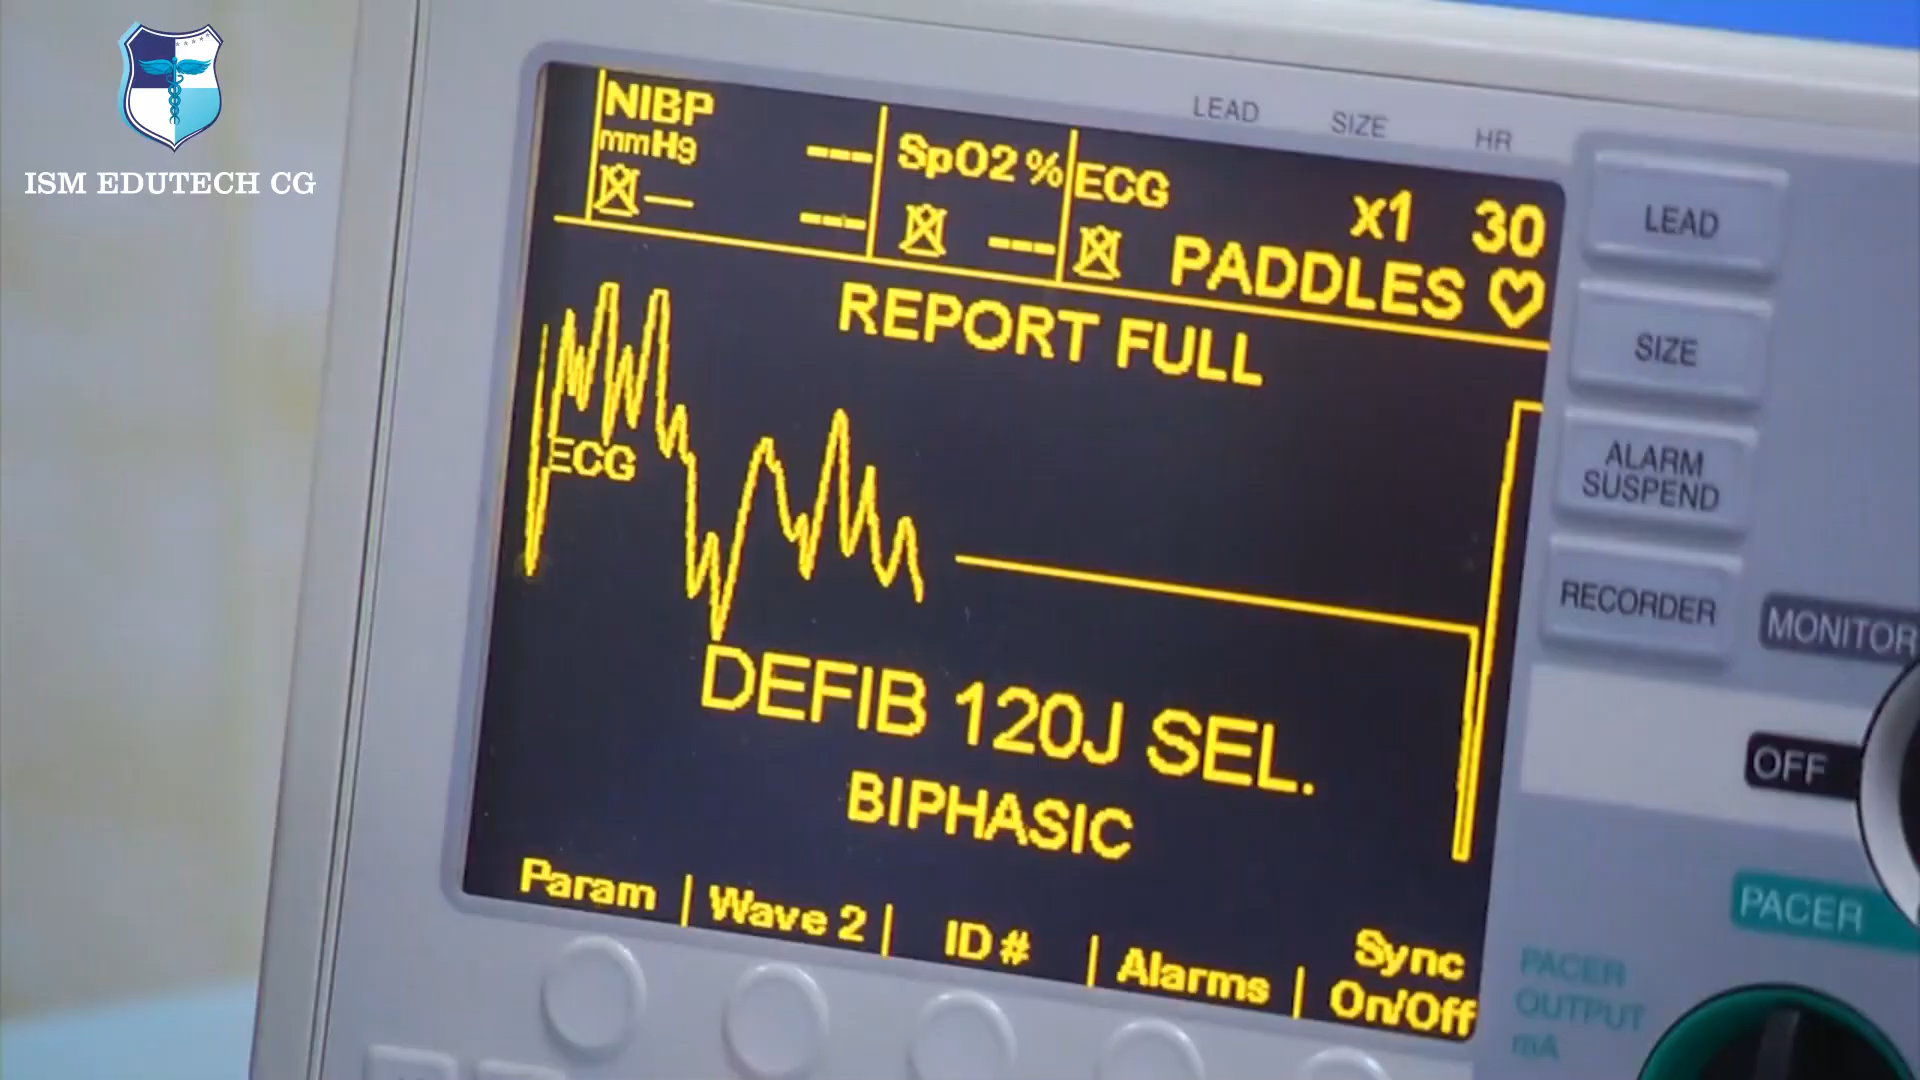 ISM EDUTECH CG
LEAD SIZE HR
NIBP
mmHg
---
---
SpO2 %
---
ECG
x1 30
PADDLES
REPORT FULL
ECG
DEFIB 120J SEL.
BIPHASIC
Param | Wave 2 | ID # | Alarms | Sync On/Off
LEAD
SIZE
ALARM
SUSPEND
RECORDER
MONITOR
OFF
PACER
PACER
OUTPUT
mA